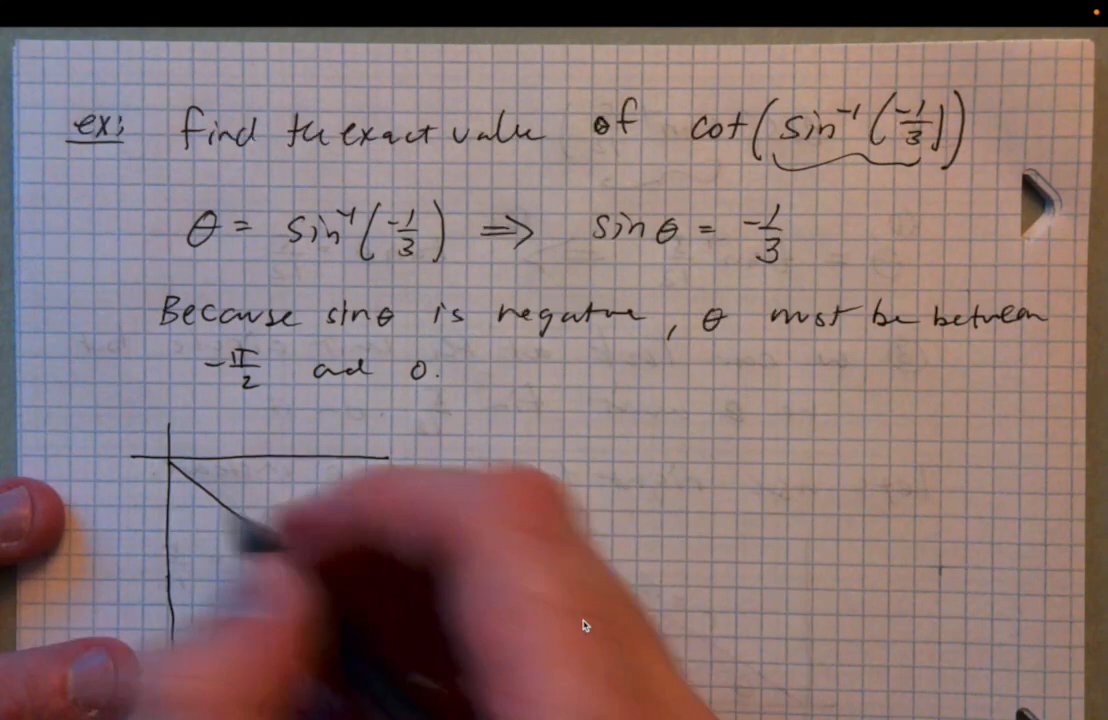 ex: find the exact value of cot(sin⁻¹(-1/3))
θ = sin⁻¹(-1/3) ⇒ sin θ = -1/3
Because sin θ is negative, θ must be between
-π/2 and 0.